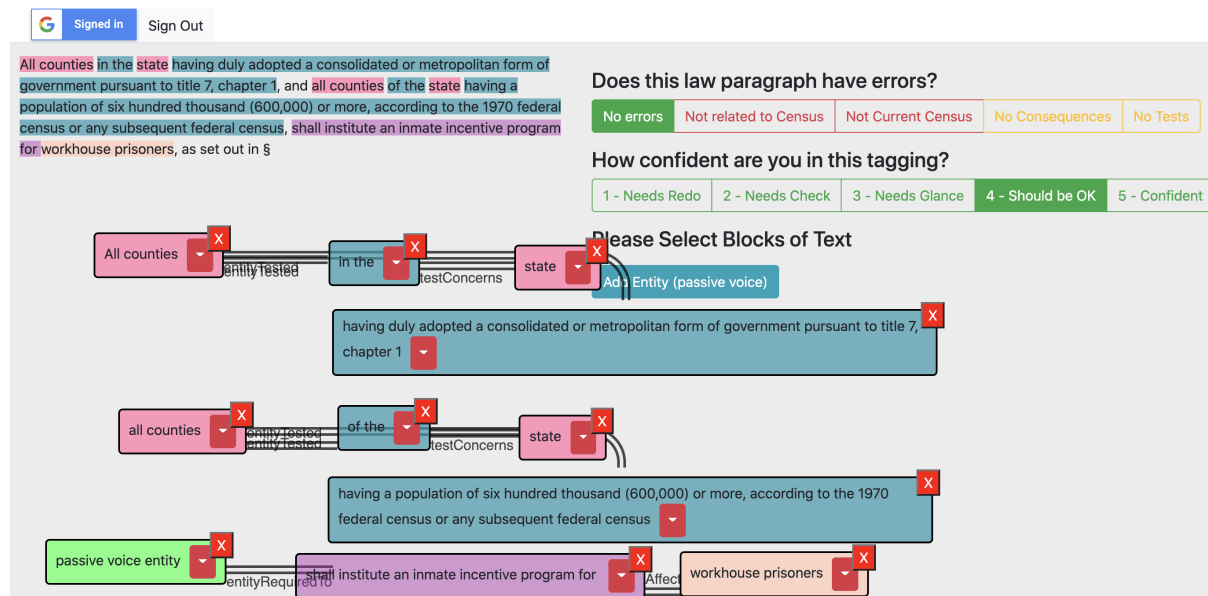 Signed in
Sign Out
All counties in the state having duly adopted a consolidated or metropolitan form of
government pursuant to title 7, chapter 1, and all counties of the state having a
population of six hundred thousand (600,000) or more, according to the 1970 federal
census or any subsequent federal census, shall institute an inmate incentive program
for workhouse prisoners, as set out in §
Does this law paragraph have errors?
No errors
Not related to Census
Not Current Census
No Consequences
No Tests
How confident are you in this tagging?
1 - Needs Redo
2 - Needs Check
3 - Needs Glance
4 - Should be OK
5 - Confident
Please Select Blocks of Text
Add Entity (passive voice)
All counties
X
entityTested
entityTested
in the
X
testConcerns
state
X
having duly adopted a consolidated or metropolitan form of government pursuant to title 7,
chapter 1
X
all counties
X
entityTested
entityTested
of the
X
testConcerns
state
X
having a population of six hundred thousand (600,000) or more, according to the 1970
federal census or any subsequent federal census
X
passive voice entity
X
entityRequiredTo
shall institute an inmate incentive program for
X
Affect
workhouse prisoners
X